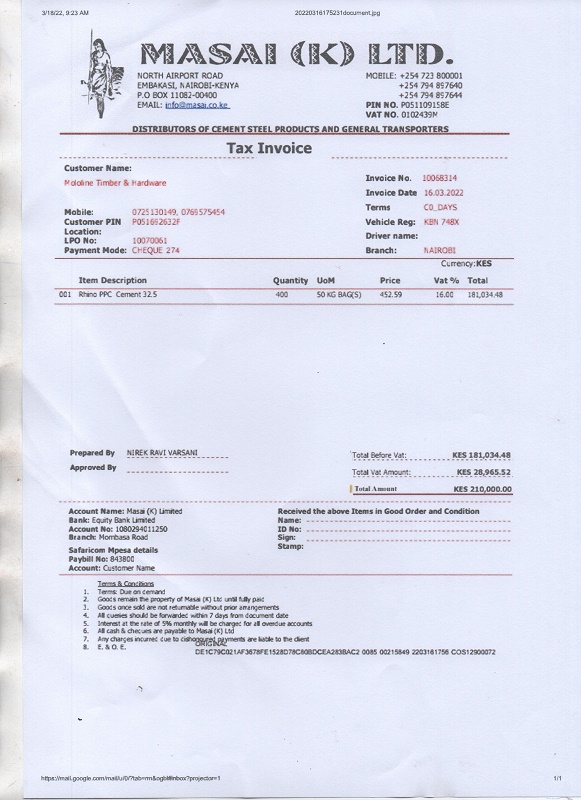 3/18/22, 9:23 AM 20220316175231document.jpg
MASAI (K) LTD.
NORTH AIRPORT ROAD
EMBAKASI, NAIROBI-KENYA
P.O BOX 11082-00400
EMAIL: info@masai.co.ke
MOBILE: +254 723 800001
+254 794 897640
+254 794 897644
PIN NO. P051109158E
VAT NO. 0102439M
DISTRIBUTORS OF CEMENT STEEL PRODUCTS AND GENERAL TRANSPORTERS
Tax Invoice
Customer Name:
Mololine Timber & Hardware
Mobile: 0725130149, 0769575454
Customer PIN P051692632F
Location:
LPO No: 10070061
Payment Mode: CHEQUE 274
Invoice No. 10068314
Invoice Date 16.03.2022
Terms C0_DAYS
Vehicle Reg: KBN 748X
Driver name:
Branch: NAIROBI
Currency:KES
Item Description Quantity UoM Price Vat % Total
001 Rhino PPC Cement 32.5 400 50 KG BAG(S) 452.59 16.00 181,034.48
Prepared By NIREK RAVI VARSANI
Approved By
Total Before Vat: KES 181,034.48
Total Vat Amount: KES 28,965.52
Total Amount KES 210,000.00
Account Name: Masai (K) Limited
Bank: Equity Bank Limited
Account No: 1080294011250
Branch: Mombasa Road
Safaricom Mpesa details
Paybill No: 843800
Account: Customer Name
Received the above Items in Good Order and Condition
Name:
ID No:
Sign:
Stamp:
Terms & Conditions
1. Terms: Due on demand
2. Goods remain the property of Masai (K) Ltd until fully paid
3. Goods once sold are not returnable without prior arrangements
4. All queries should be forwarded within 7 days from document date
5. Interest at the rate of 5% monthly will be charged for all overdue accounts
6. All cash & cheques are payable to Masai (K) Ltd
7. Any charges incurred due to dishonoured payments are liable to the client
8. E. & O. E.
ORIGINAL
DE1C79C021AF3678FE1528D78C80BDCEA283BAC2 0085 00215849 2203161756 COS12900072
https://mail.google.com/mail/u/0/?tab=rm&ogbl#inbox?projector=1 1/1